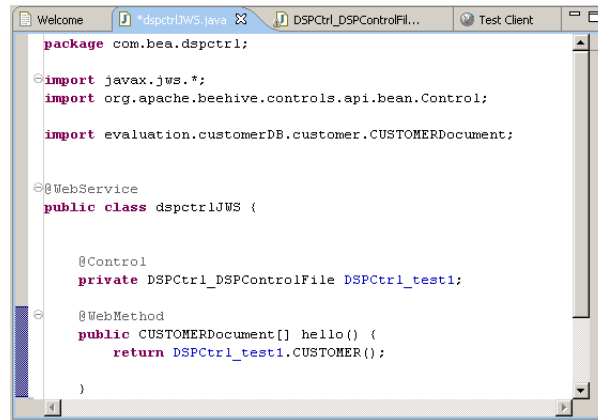 Welcome *dspctrlJWS.java DSPCtrl_DSPControlFil... Test Client
package com.bea.dspctrl;
import javax.jws.*;
import org.apache.beehive.controls.api.bean.Control;
import evaluation.customerDB.customer.CUSTOMERDocument;
@WebService
public class dspctrlJWS {
@Control
private DSPCtrl_DSPControlFile DSPCtrl_test1;
@WebMethod
public CUSTOMERDocument[] hello() {
return DSPCtrl_test1.CUSTOMER();
}